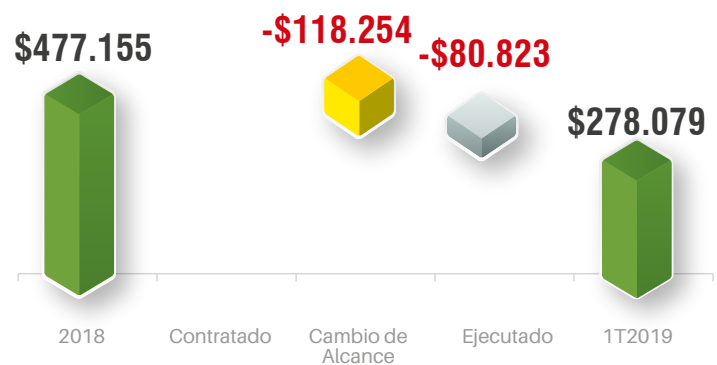 $477.155
-$118.254
-$80.823
$278.079
2018
Contratado
Cambio de
Alcance
Ejecutado
1T2019